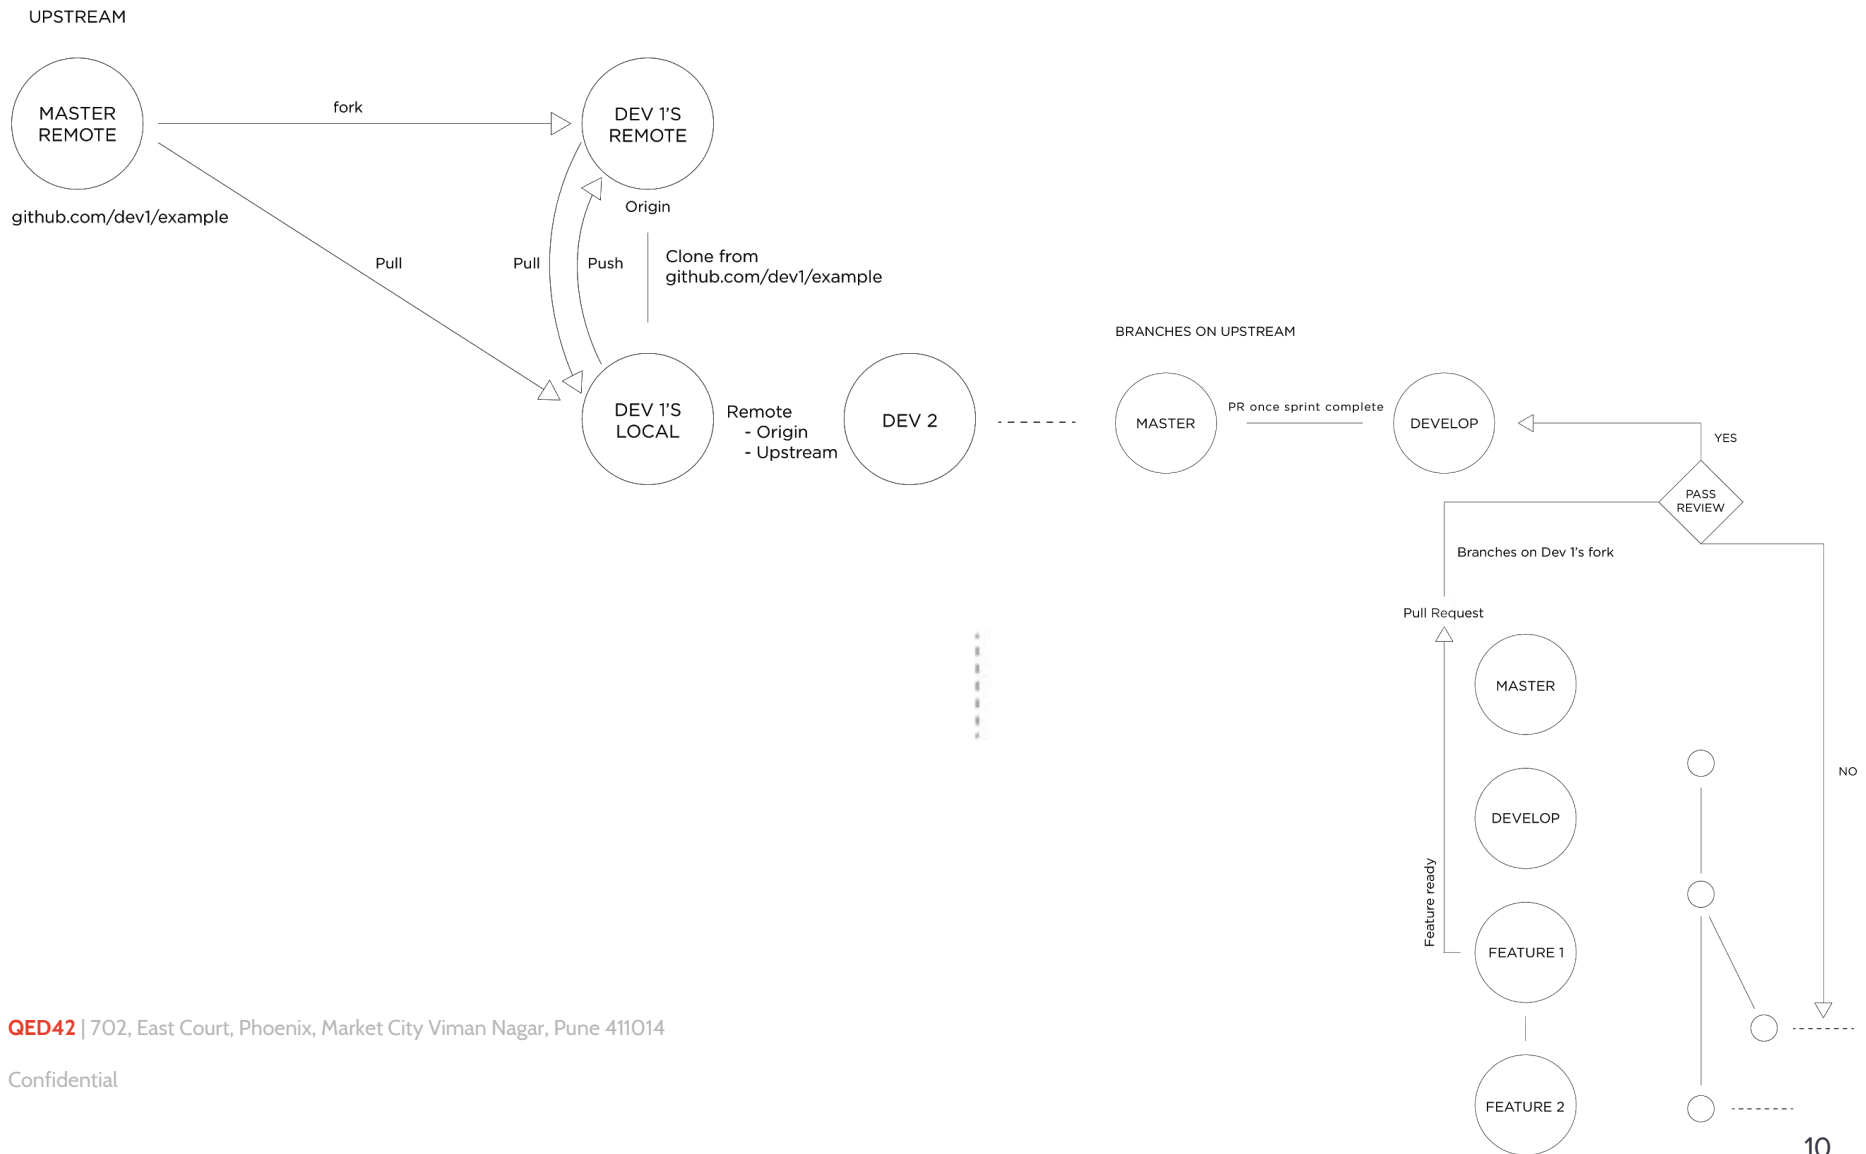 UPSTREAM
MASTER
REMOTE
fork
DEV 1'S
REMOTE
github.com/dev1/example
Origin
Pull
Pull
Push
Clone from
github.com/dev1/example
DEV 1'S
LOCAL
Remote
- Origin
- Upstream
DEV 2
BRANCHES ON UPSTREAM
MASTER
PR once sprint complete
DEVELOP
YES
PASS
REVIEW
Branches on Dev 1's fork
Pull Request
MASTER
NO
DEVELOP
Feature ready
FEATURE 1
FEATURE 2
QED42 | 702, East Court, Phoenix, Market City Viman Nagar, Pune 411014
Confidential
10